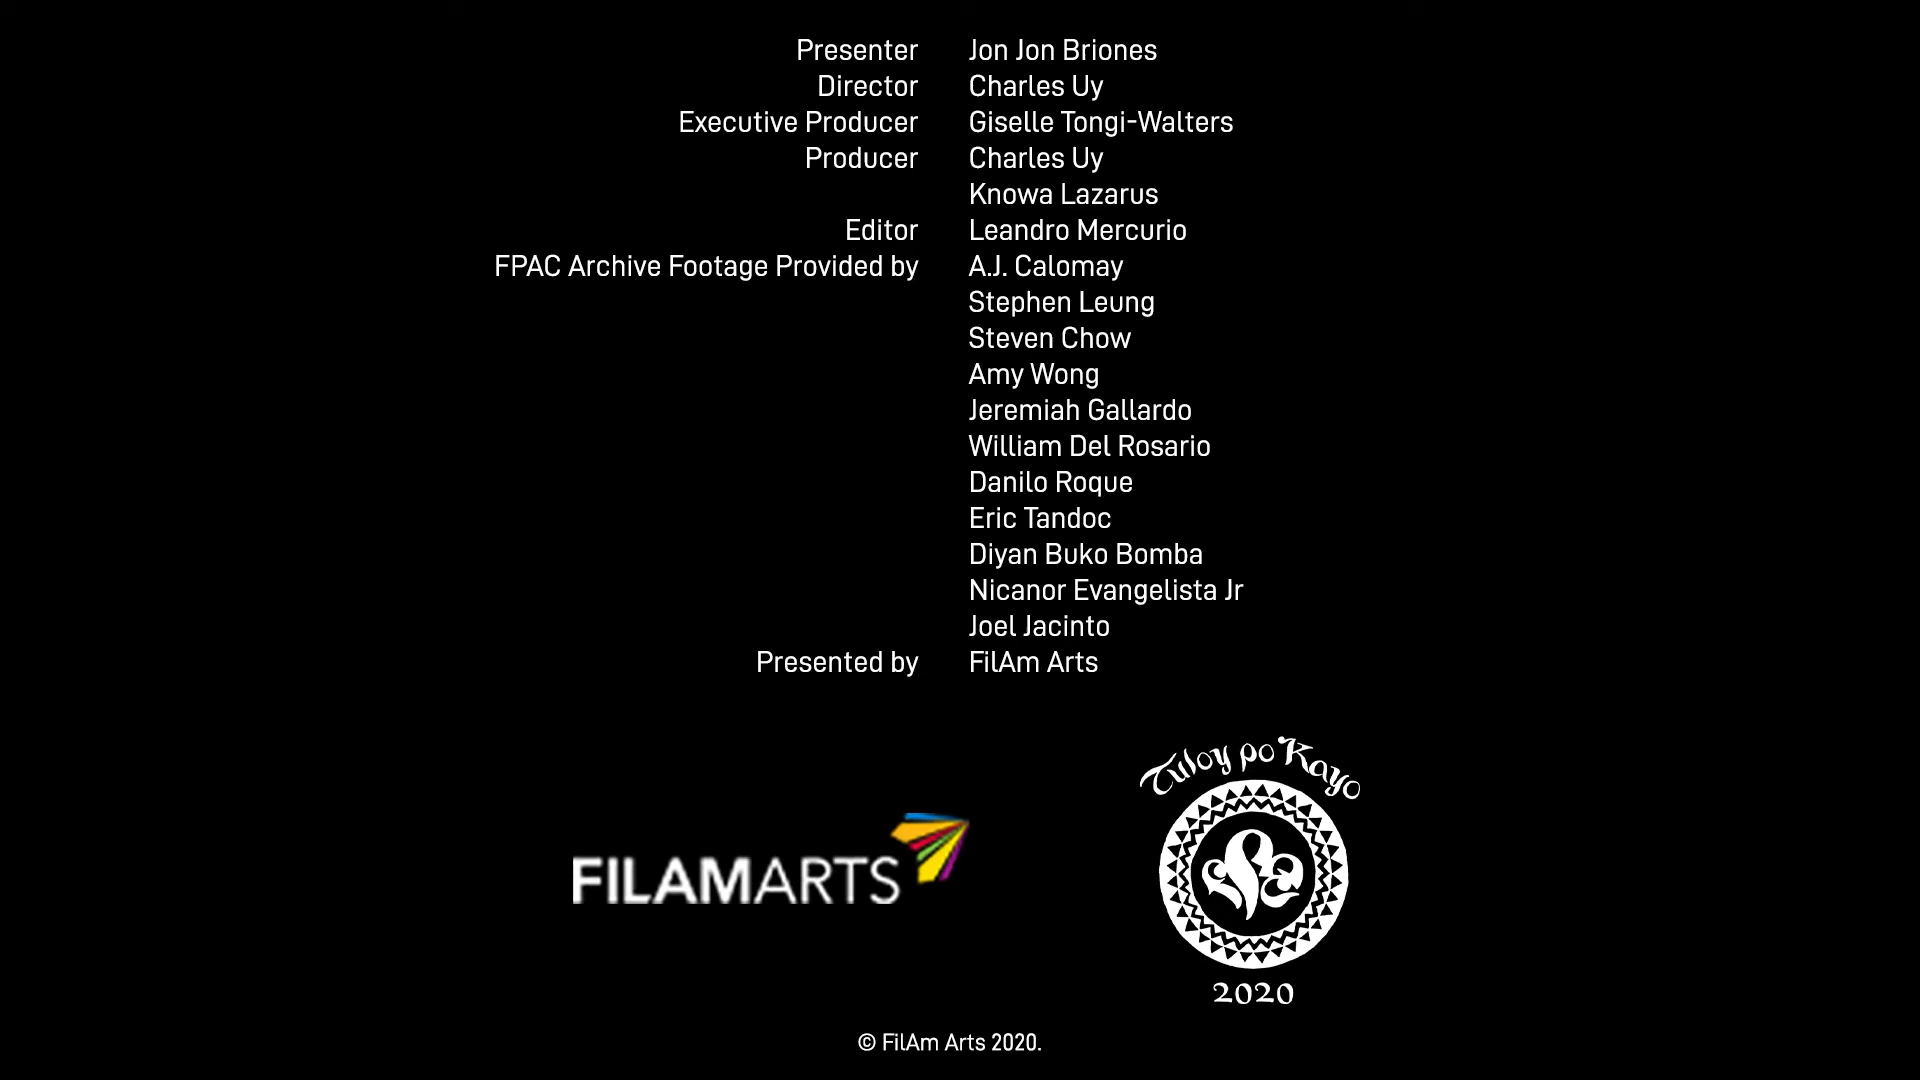 Presenter Jon Jon Briones
Director Charles Uy
Executive Producer Giselle Tongi-Walters
Producer Charles Uy
Knowa Lazarus
Editor Leandro Mercurio
FPAC Archive Footage Provided by A.J. Calomay
Stephen Leung
Steven Chow
Amy Wong
Jeremiah Gallardo
William Del Rosario
Danilo Roque
Eric Tandoc
Diyan Buko Bomba
Nicanor Evangelista Jr
Joel Jacinto
Presented by FilAm Arts
Tuloy po Kayo
FILAMARTS
2020
© FilAm Arts 2020.